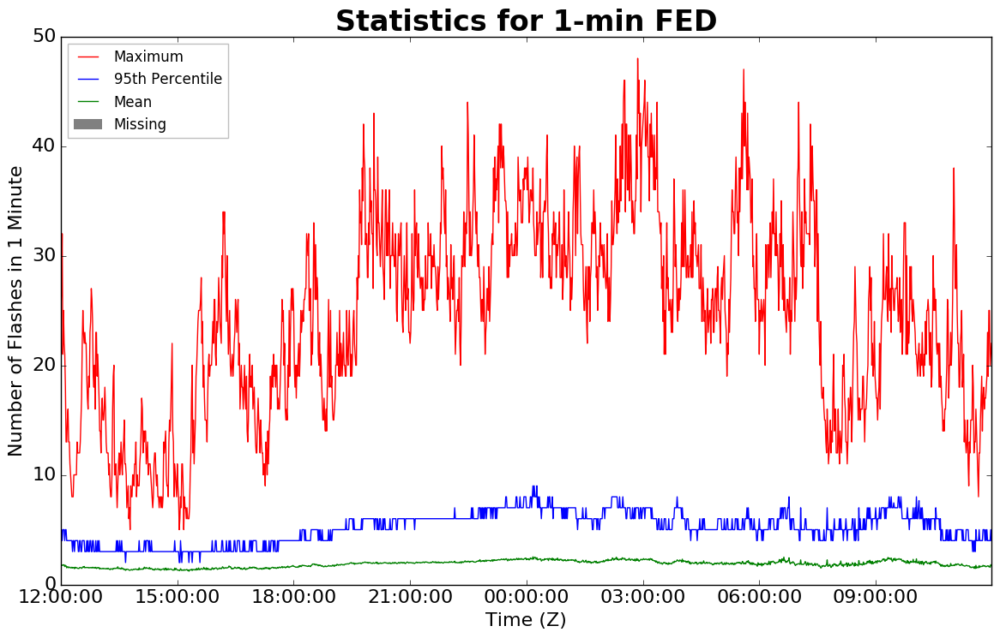 Statistics for 1-min FED
Number of Flashes in 1 Minute
50
40
30
20
10
0
Maximum
95th Percentile
Mean
Missing
12:00:00 15:00:00 18:00:00 21:00:00 00:00:00 03:00:00 06:00:00 09:00:00
Time (Z)